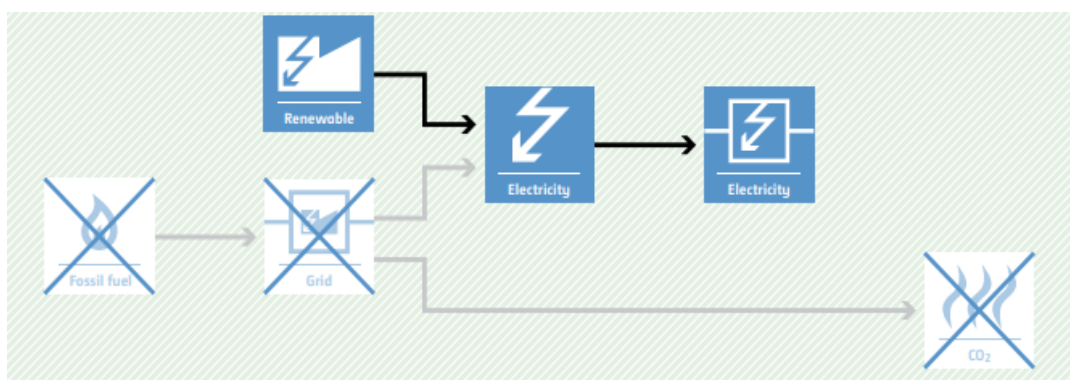 Renewable
Electricity
Electricity
Fossil fuel
Grid
CO₂